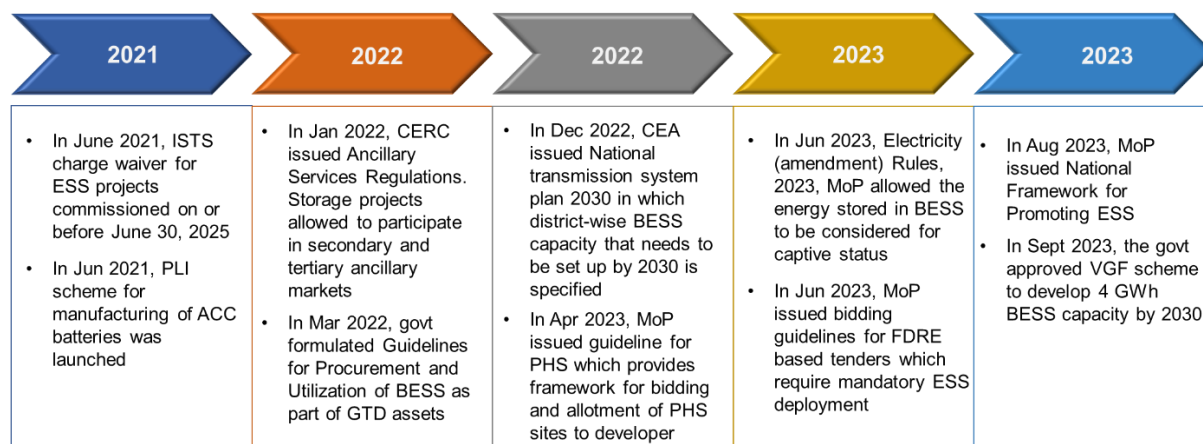 2021
2022
2022
2023
2023
• In June 2021, ISTS
charge waiver for
ESS projects
commissioned on or
before June 30, 2025
• In Jun 2021, PLI
scheme for
manufacturing of ACC
batteries was
launched
• In Jan 2022, CERC
issued Ancillary
Services Regulations.
Storage projects
allowed to participate
in secondary and
tertiary ancillary
markets
• In Mar 2022, govt
formulated Guidelines
for Procurement and
Utilization of BESS as
part of GTD assets
• In Dec 2022, CEA
issued National
transmission system
plan 2030 in which
district-wise BESS
capacity that needs to
be set up by 2030 is
specified
• In Apr 2023, MoP
issued guideline for
PHS which provides
framework for bidding
and allotment of PHS
sites to developer
• In Jun 2023, Electricity
(amendment) Rules,
2023, MoP allowed the
energy stored in BESS
to be considered for
captive status
• In Jun 2023, MoP
issued bidding
guidelines for FDRE
based tenders which
require mandatory ESS
deployment
• In Aug 2023, MoP
issued National
Framework for
Promoting ESS
• In Sept 2023, the govt
approved VGF scheme
to develop 4 GWh
BESS capacity by 2030